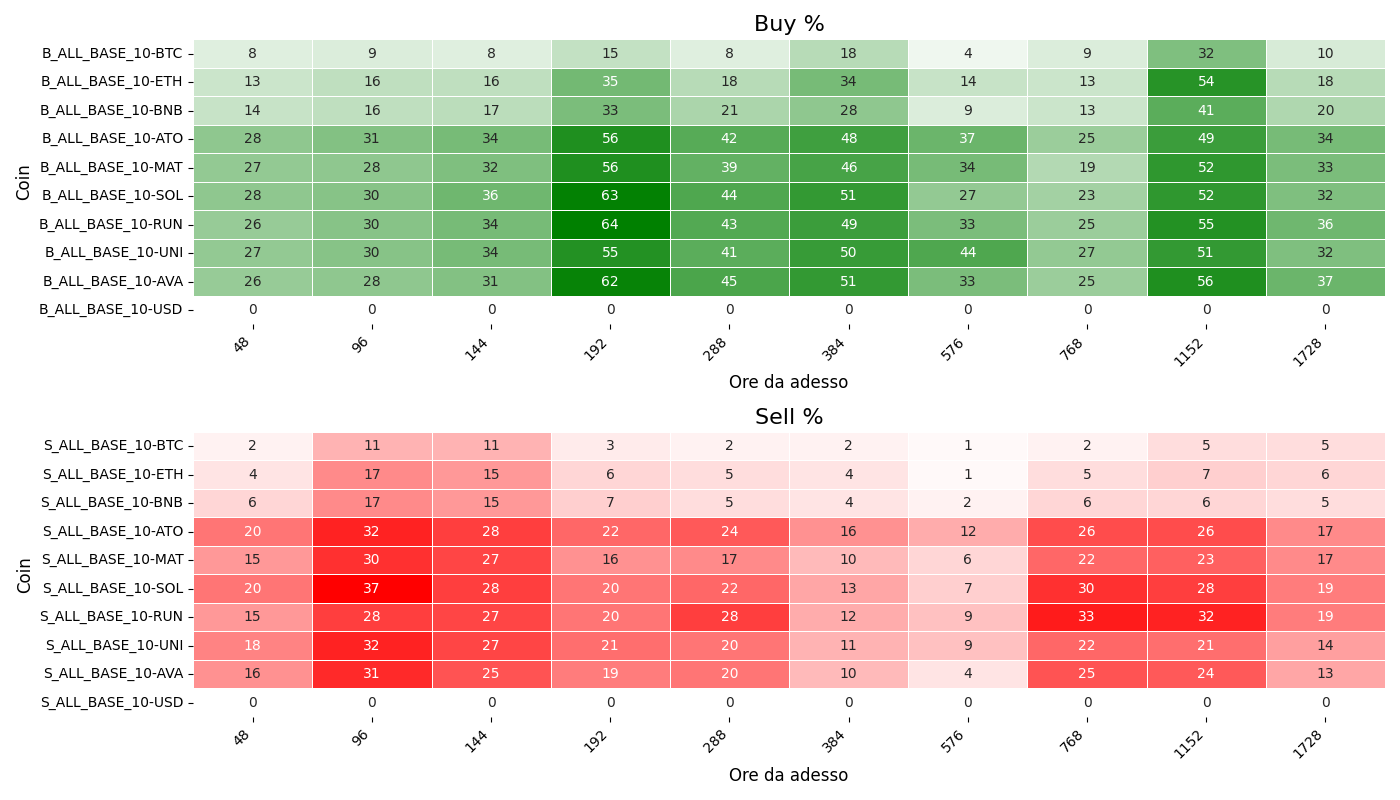 Buy %
Coin
B_ALL_BASE_10-BTC 8 9 8 15 8 18 4 9 32 10
B_ALL_BASE_10-ETH 13 16 16 35 18 34 14 13 54 18
B_ALL_BASE_10-BNB 14 16 17 33 21 28 9 13 41 20
B_ALL_BASE_10-ATO 28 31 34 56 42 48 37 25 49 34
B_ALL_BASE_10-MAT 27 28 32 56 39 46 34 19 52 33
B_ALL_BASE_10-SOL 28 30 36 63 44 51 27 23 52 32
B_ALL_BASE_10-RUN 26 30 34 64 43 49 33 25 55 36
B_ALL_BASE_10-UNI 27 30 34 55 41 50 44 27 51 32
B_ALL_BASE_10-AVA 26 28 31 62 45 51 33 25 56 37
B_ALL_BASE_10-USD 0 0 0 0 0 0 0 0 0 0
48 96 144 192 288 384 576 768 1152 1728
Ore da adesso
Sell %
Coin
S_ALL_BASE_10-BTC 2 11 11 3 2 2 1 2 5 5
S_ALL_BASE_10-ETH 4 17 15 6 5 4 1 5 7 6
S_ALL_BASE_10-BNB 6 17 15 7 5 4 2 6 6 5
S_ALL_BASE_10-ATO 20 32 28 22 24 16 12 26 26 17
S_ALL_BASE_10-MAT 15 30 27 16 17 10 6 22 23 17
S_ALL_BASE_10-SOL 20 37 28 20 22 13 7 30 28 19
S_ALL_BASE_10-RUN 15 28 27 20 28 12 9 33 32 19
S_ALL_BASE_10-UNI 18 32 27 21 20 11 9 22 21 14
S_ALL_BASE_10-AVA 16 31 25 19 20 10 4 25 24 13
S_ALL_BASE_10-USD 0 0 0 0 0 0 0 0 0 0
48 96 144 192 288 384 576 768 1152 1728
Ore da adesso